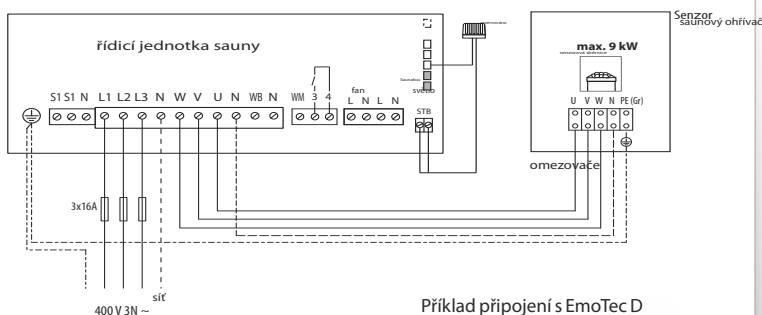 Senzor
saunový ohřívač
řídicí jednotka sauny
max. 9 kW
Saunabus
fan
světlo
S1 S1 N L1 L2 L3 N W V U N WB N WM 3 4 L N L N
STB
U V W N PE (Gr)
omezovače
3x16A
síť
400 V 3N ~
Příklad připojení s EmoTec D